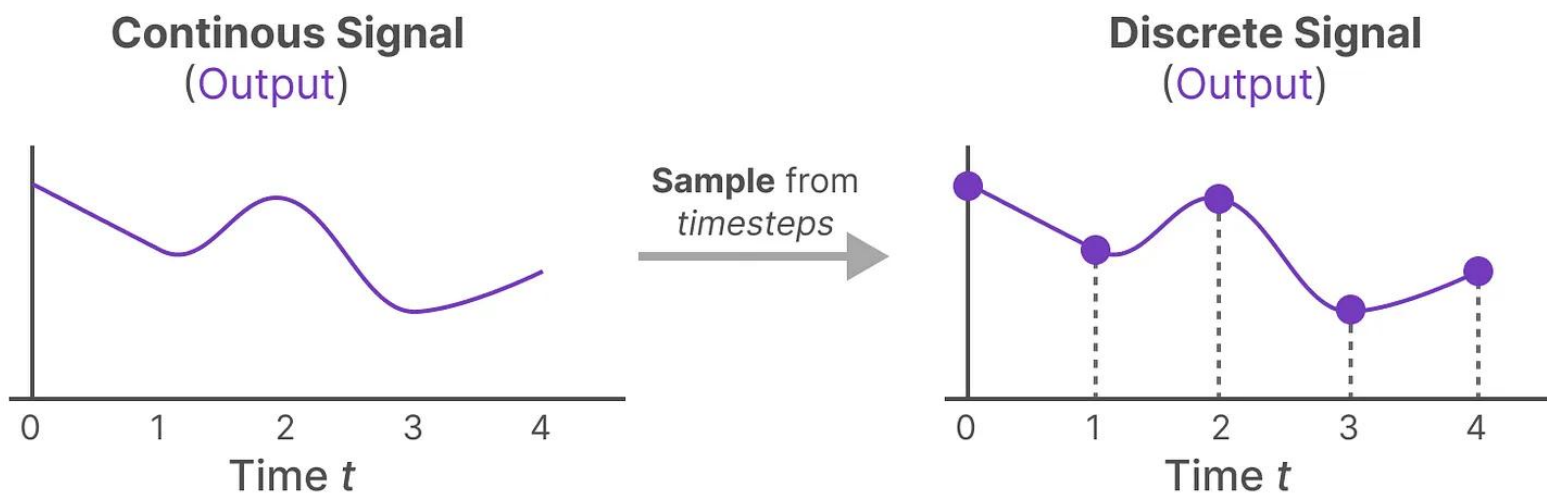 Continous Signal
(Output)
0 1 2 3 4
Time t
Sample from
timesteps
Discrete Signal
(Output)
0 1 2 3 4
Time t